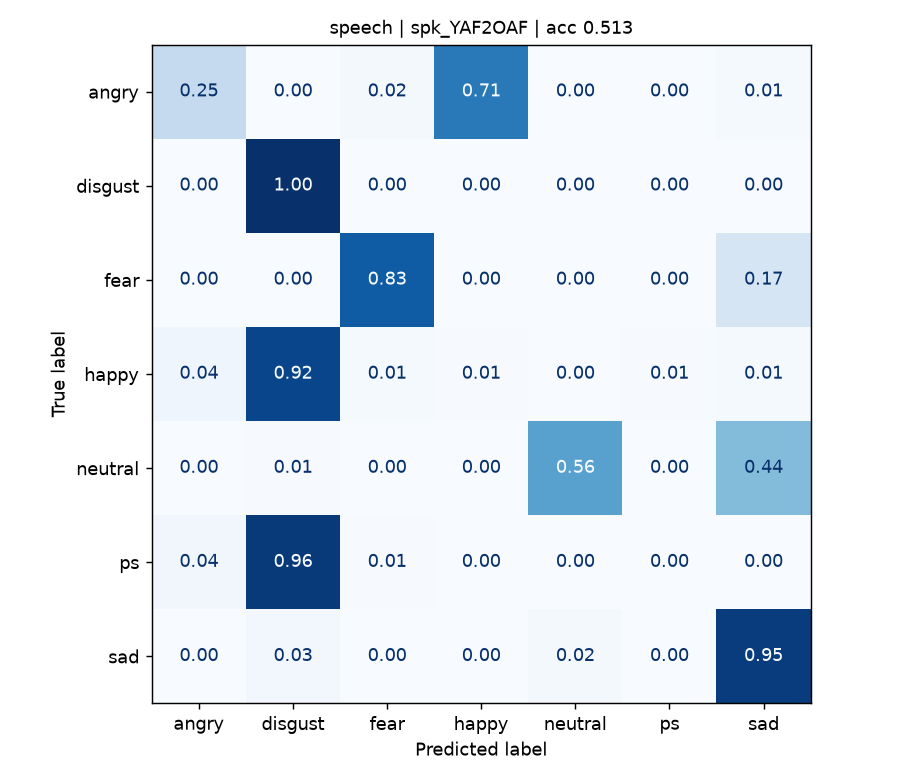 speech | spk_YAF2OAF | acc 0.513
angry 0.25 0.00 0.02 0.71 0.00 0.00 0.01
disgust 0.00 1.00 0.00 0.00 0.00 0.00 0.00
fear 0.00 0.00 0.83 0.00 0.00 0.00 0.17
happy 0.04 0.92 0.01 0.01 0.00 0.01 0.01
neutral 0.00 0.01 0.00 0.00 0.56 0.00 0.44
ps 0.04 0.96 0.01 0.00 0.00 0.00 0.00
sad 0.00 0.03 0.00 0.00 0.02 0.00 0.95
True label
angry disgust fear happy neutral ps sad
Predicted label